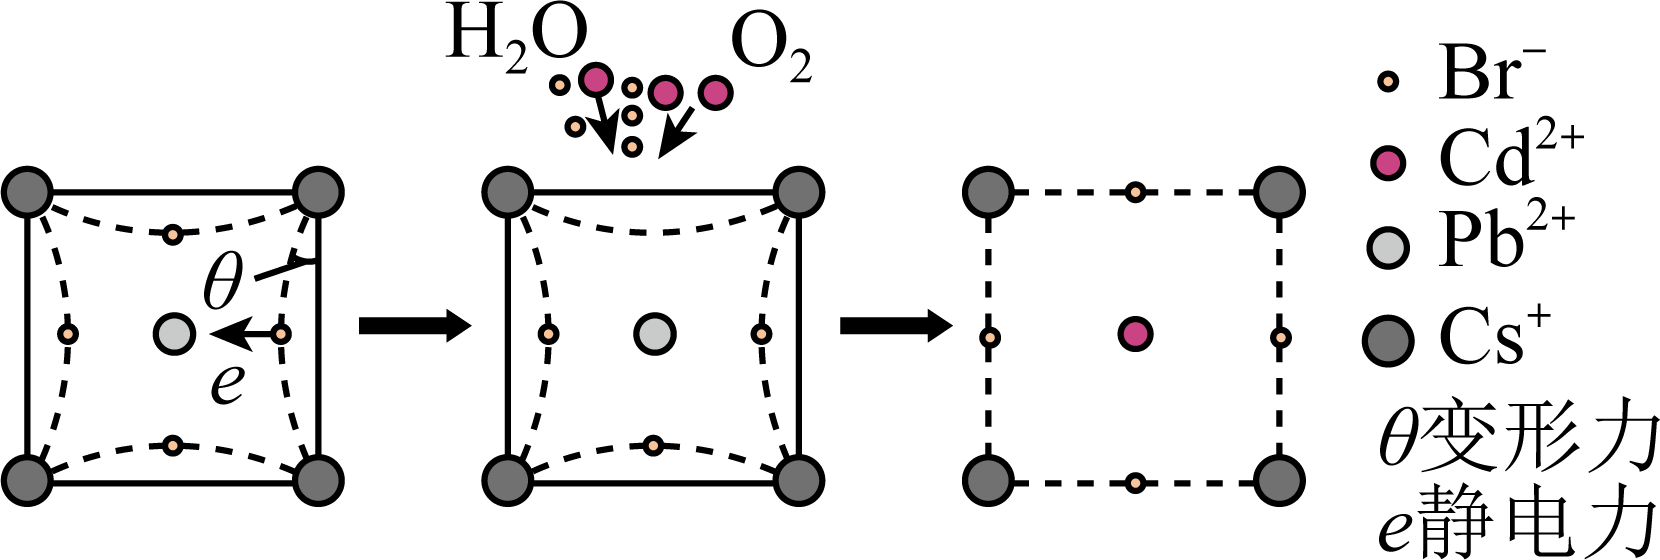 H₂O
O₂
θ
e
Br⁻
Cd²⁺
Pb²⁺
Cs⁺
θ变形力
e静电力